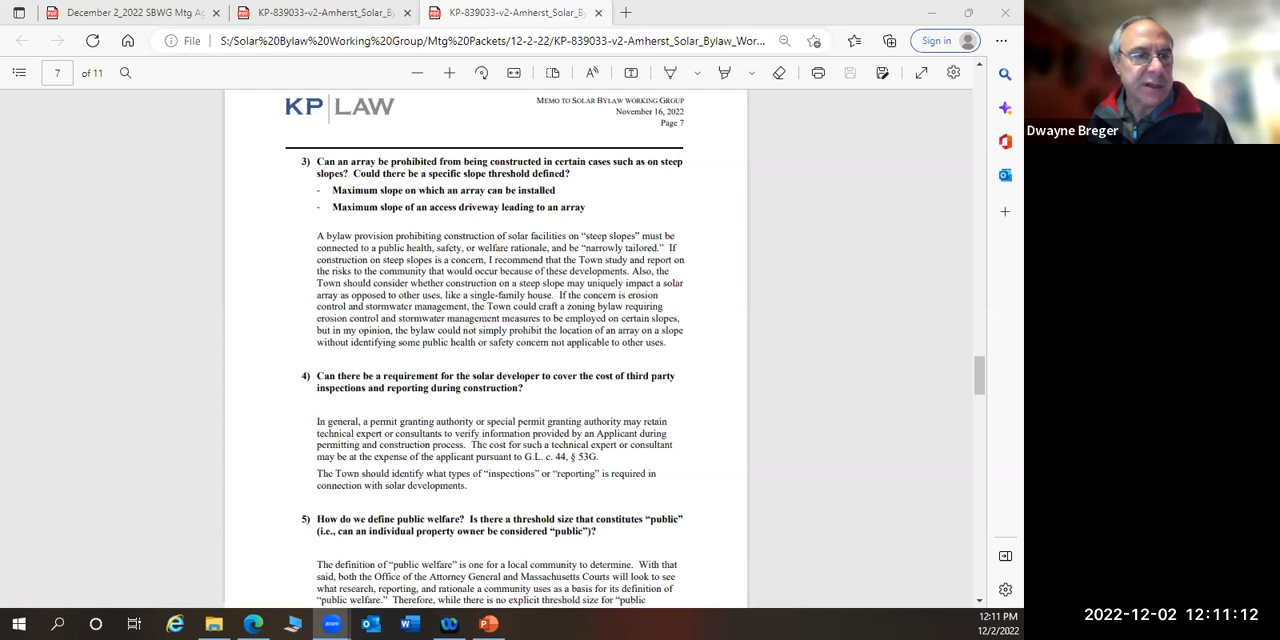 December 2_2022 SBWG Mtg Ag
KP-839033-v2-Amherst_Solar_By
KP-839033-v2-Amherst_Solar_By
File
S:/Solar%20Bylaw%20Working%20Group/Mtg%20Packets/12-2-22/KP-839033-v2-Amherst_Solar_Bylaw_Wor...
Sign in
7 of 11
KP | LAW
MEMO TO SOLAR BYLAW WORKING GROUP
November 16, 2022
Page 7
3) Can an array be prohibited from being constructed in certain cases such as on steep
slopes? Could there be a specific slope threshold defined?
- Maximum slope on which an array can be installed
- Maximum slope of an access driveway leading to an array
A bylaw provision prohibiting construction of solar facilities on “steep slopes” must be
connected to a public health, safety, or welfare rationale, and be “narrowly tailored.” If
construction on steep slopes is a concern, I recommend that the Town study and report on
the risks to the community that would occur because of these developments. Also, the
Town should consider whether construction on a steep slope may uniquely impact a solar
array as opposed to other uses, like a single-family house. If the concern is erosion
control and stormwater management, the Town could craft a zoning bylaw requiring
erosion control and stormwater management measures to be employed on certain slopes,
but in my opinion, the bylaw could not simply prohibit the location of an array on a slope
without identifying some public health or safety concern not applicable to other uses.
4) Can there be a requirement for the solar developer to cover the cost of third party
inspections and reporting during construction?
In general, a permit granting authority or special permit granting authority may retain
technical expert or consultants to verify information provided by an Applicant during
permitting and construction process. The cost for such a technical expert or consultant
may be at the expense of the applicant pursuant to G.L. c. 44, § 53G.
The Town should identify what types of “inspections” or “reporting” is required in
connection with solar developments.
5) How do we define public welfare? Is there a threshold size that constitutes “public”
(i.e., can an individual property owner be considered “public”)?
The definition of “public welfare” is one for a local community to determine. With that
said, both the Office of the Attorney General and Massachusetts Courts will look to see
what research, reporting, and rationale a community uses as a basis for its definition of
“public welfare.” Therefore, while there is no explicit threshold size for “public
Dwayne Breger
zoom
12:11 PM
12/2/2022
2022-12-02 12:11:12